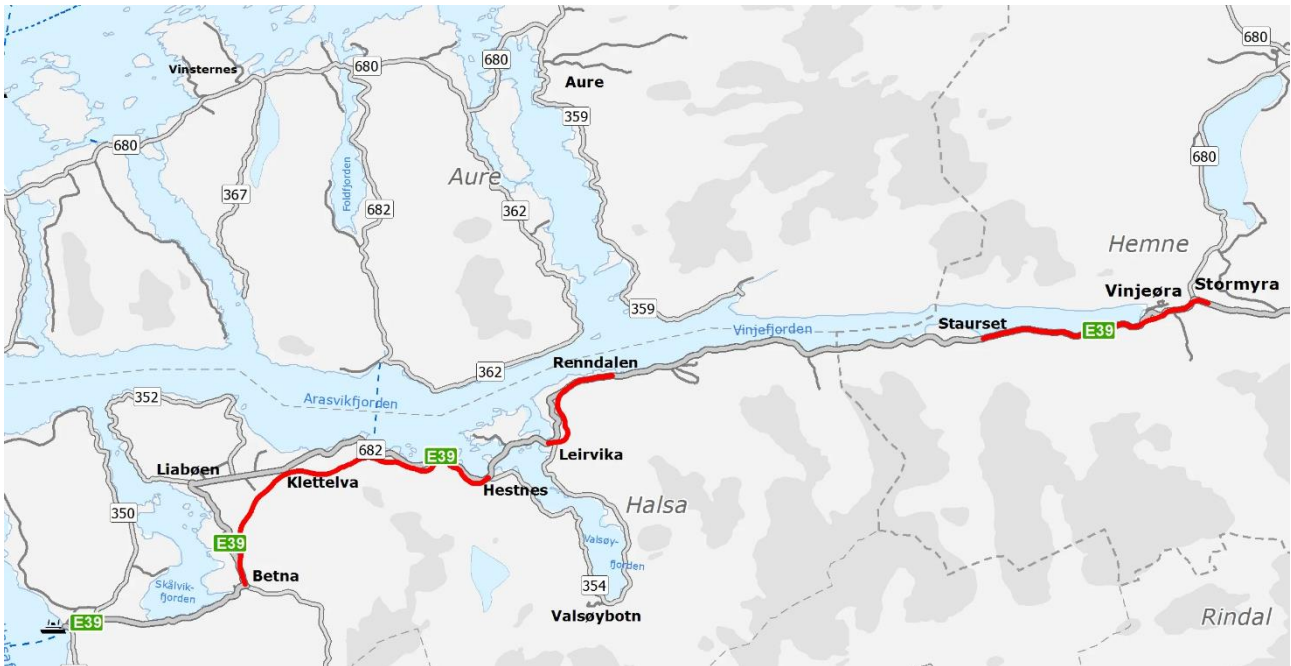 680
680
Vinsternes
680
Aure
359
680
680
Foldfjorden
Aure
367
682
362
Hemne
Vinjeøra
Stormyra
359
Vinjefjorden
Staurset
E39
Renndalen
362
352
Arasvikfjorden
682
Leirvika
E39
Liabøen
Klettelva
Hestnes
Halsa
350
E39
Valsøy-
fjorden
Betna
354
Skålvik-
fjorden
Valsøybotn
Rindal
E39